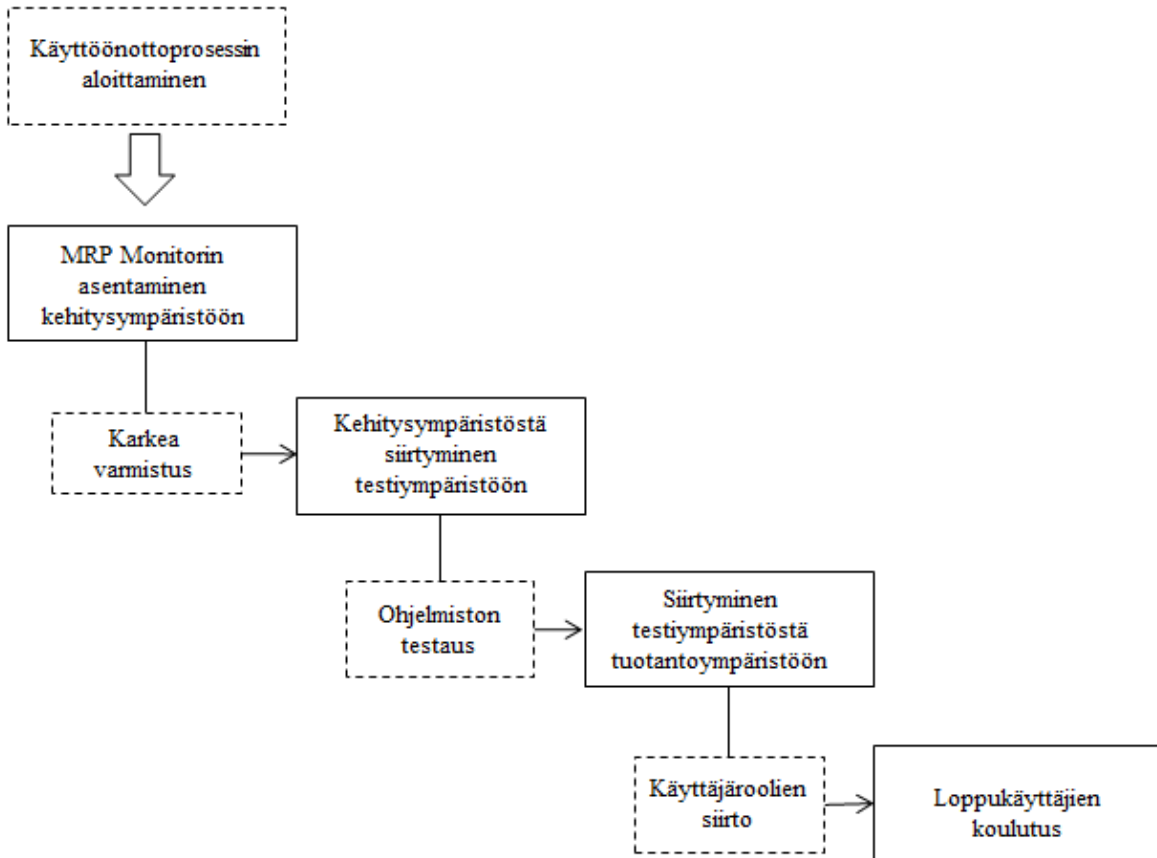 Käyttöönottoprosessin
aloittaminen
MRP Monitorin
asentaminen
kehitysympäristöön
Karkea
varmistus
Kehitysympäristöstä
siirtyminen
testiympäristöön
Ohjelmiston
testaus
Siirtyminen
testiympäristöstä
tuotantoympäristöön
Käyttäjäroolien
siirto
Loppukäyttäjien
koulutus